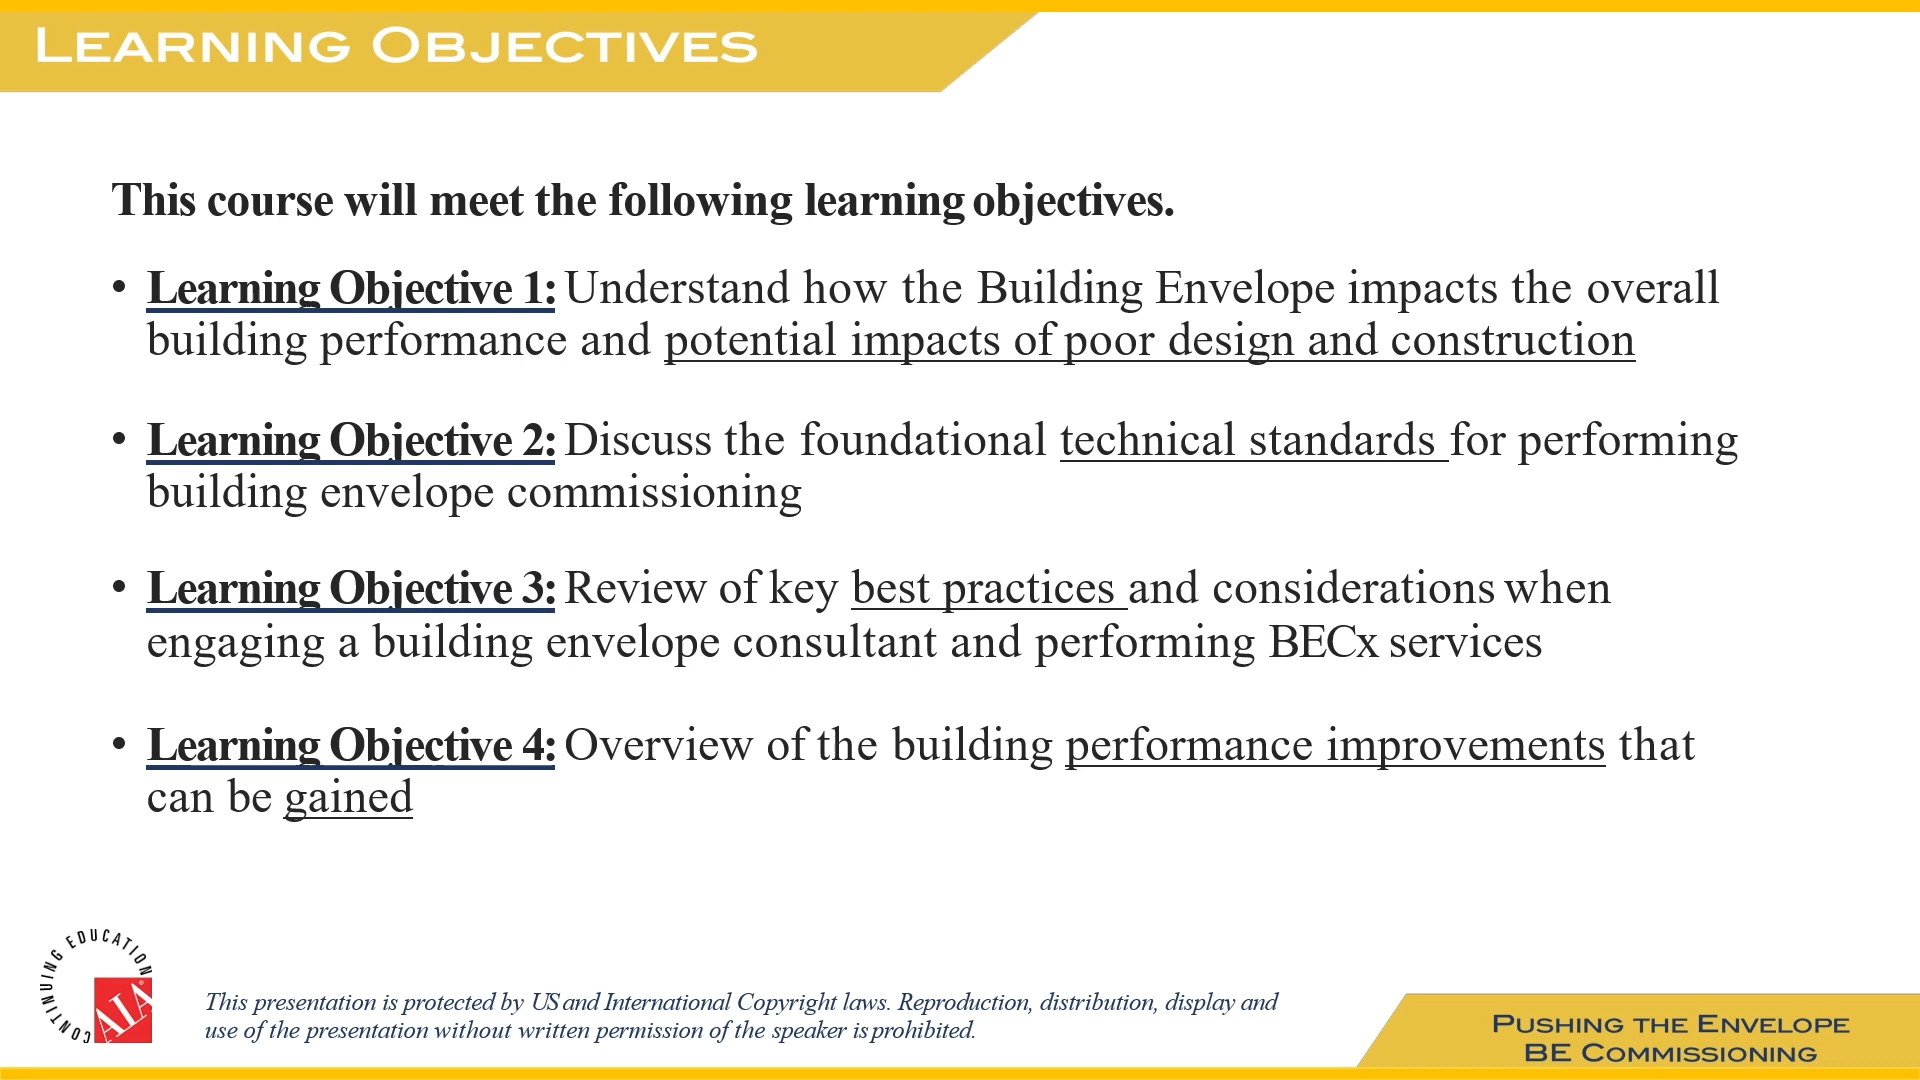 LEARNING OBJECTIVES
This course will meet the following learning objectives.
• Learning Objective 1: Understand how the Building Envelope impacts the overall
building performance and potential impacts of poor design and construction
• Learning Objective 2: Discuss the foundational technical standards for performing
building envelope commissioning
• Learning Objective 3: Review of key best practices and considerations when
engaging a building envelope consultant and performing BECx services
• Learning Objective 4: Overview of the building performance improvements that
can be gained
CONTINUING EDUCATION
AIA
This presentation is protected by US and International Copyright laws. Reproduction, distribution, display and
use of the presentation without written permission of the speaker is prohibited.
PUSHING THE ENVELOPE
BE COMMISSIONING